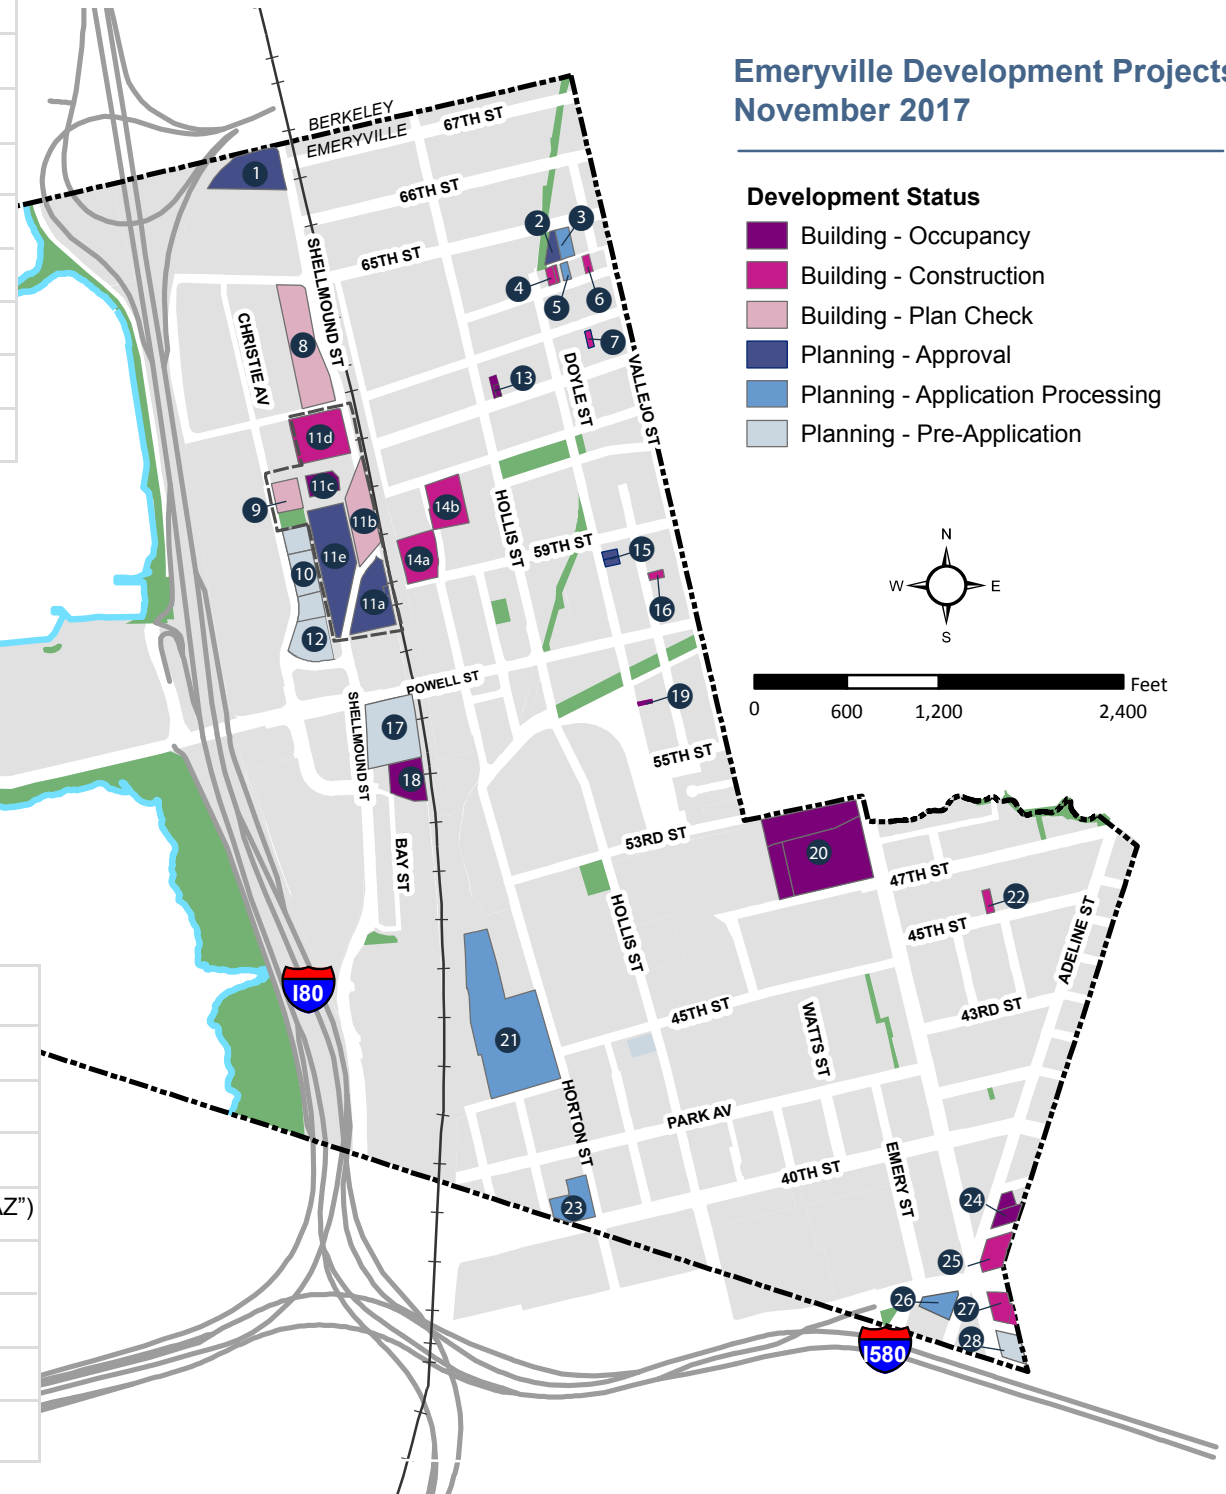 Emeryville Development Projects
November 2017
Development Status
Building - Occupancy
Building - Construction
Building - Plan Check
Planning - Approval
Planning - Application Processing
Planning - Pre-Application
BERKELEY
EMERYVILLE
67TH ST
66TH ST
65TH ST
SHELLMOUND ST
CHRISTIE AV
DOYLE ST
VALLEJO ST
HOLLIS ST
59TH ST
POWELL ST
SHELLMOUND ST
55TH ST
53RD ST
BAY ST
HOLLIS ST
47TH ST
45TH ST
ADELINE ST
43RD ST
45TH ST
WATTS ST
PARK AV
HORTON ST
40TH ST
EMERY ST
I80
I580
1
2
3
4
5
6
7
8
13
11d
11c
9
11b
14b
14a
10
11e
11a
12
15
16
17
18
19
20
21
22
23
24
25
26
27
28
N
W
E
S
Feet
0
600
1,200
2,400
AZ”)